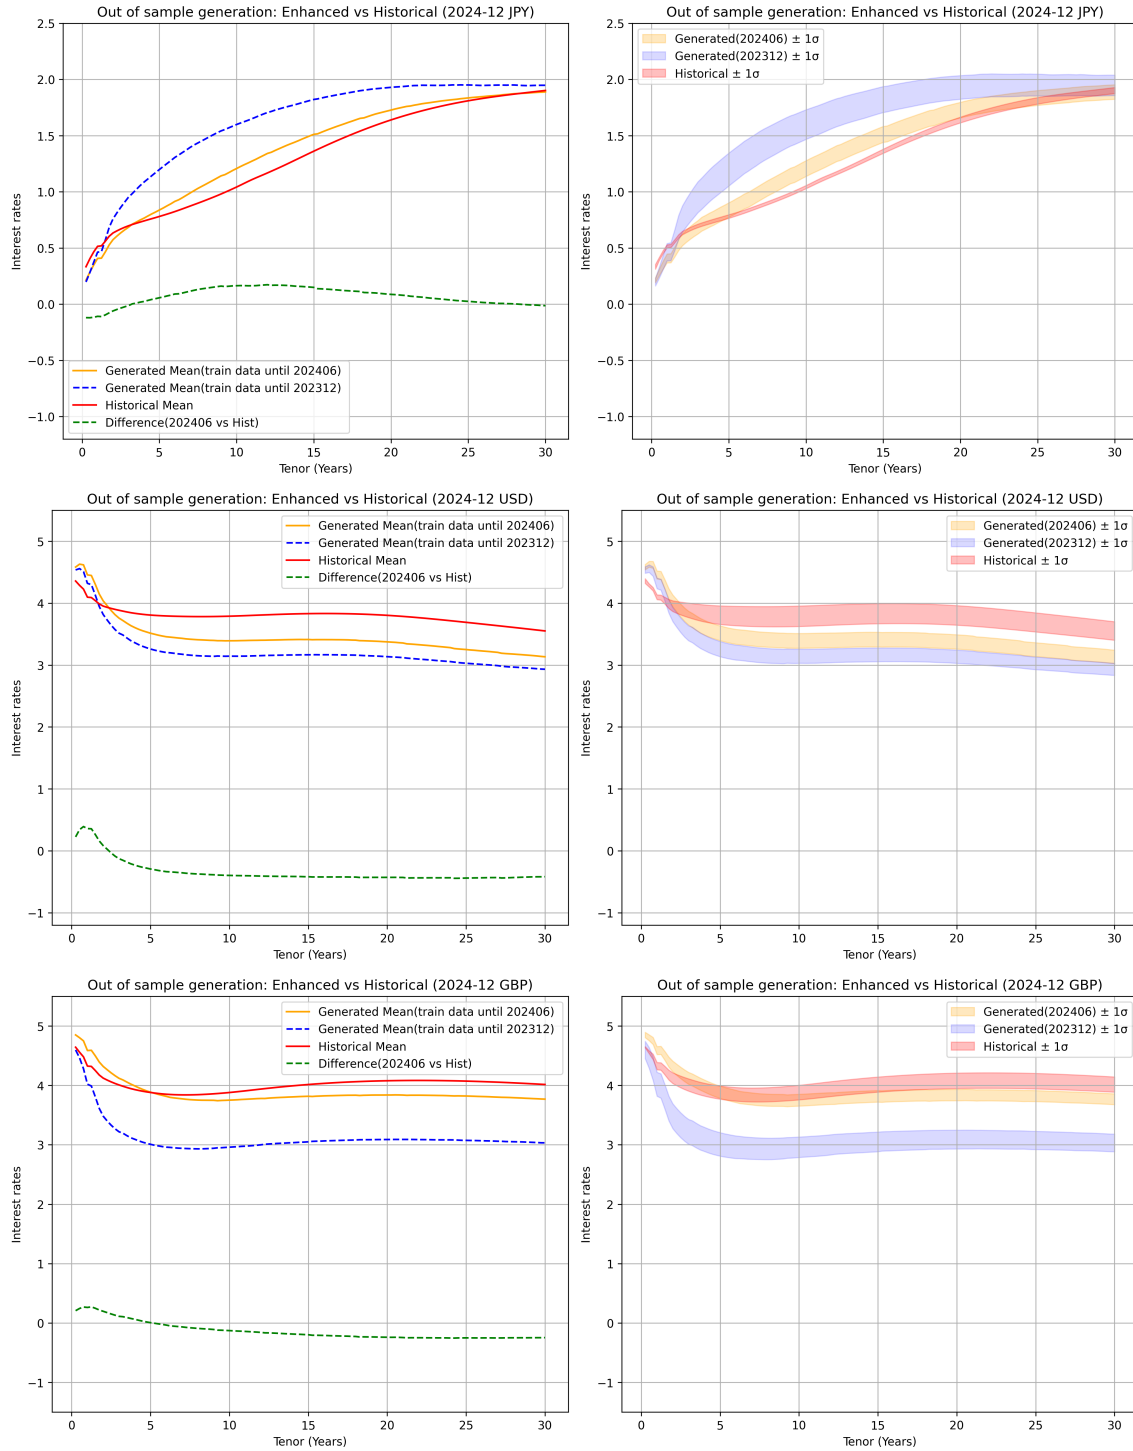 Out of sample generation: Enhanced vs Historical (2024-12 JPY)
2.5
2.0
1.5
1.0
0.5
0.0
−0.5
−1.0
Interest rates
Generated Mean(train data until 202406)
Generated Mean(train data until 202312)
Historical Mean
Difference(202406 vs Hist)
0 5 10 15 20 25 30
Tenor (Years)
Out of sample generation: Enhanced vs Historical (2024-12 JPY)
Generated(202406) ± 1σ
Generated(202312) ± 1σ
Historical ± 1σ
2.5
2.0
1.5
1.0
0.5
0.0
−0.5
−1.0
Interest rates
0 5 10 15 20 25 30
Tenor (Years)
Out of sample generation: Enhanced vs Historical (2024-12 USD)
Generated Mean(train data until 202406)
Generated Mean(train data until 202312)
Historical Mean
Difference(202406 vs Hist)
5
4
3
2
1
0
−1
Interest rates
0 5 10 15 20 25 30
Tenor (Years)
Out of sample generation: Enhanced vs Historical (2024-12 USD)
Generated(202406) ± 1σ
Generated(202312) ± 1σ
Historical ± 1σ
5
4
3
2
1
0
−1
Interest rates
0 5 10 15 20 25 30
Tenor (Years)
Out of sample generation: Enhanced vs Historical (2024-12 GBP)
Generated Mean(train data until 202406)
Generated Mean(train data until 202312)
Historical Mean
Difference(202406 vs Hist)
5
4
3
2
1
0
−1
Interest rates
0 5 10 15 20 25 30
Tenor (Years)
Out of sample generation: Enhanced vs Historical (2024-12 GBP)
Generated(202406) ± 1σ
Generated(202312) ± 1σ
Historical ± 1σ
5
4
3
2
1
0
−1
Interest rates
0 5 10 15 20 25 30
Tenor (Years)